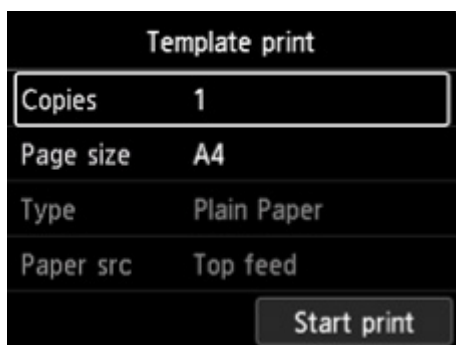 Template print
Copies 1
Page size A4
Type Plain Paper
Paper src Top feed
Start print